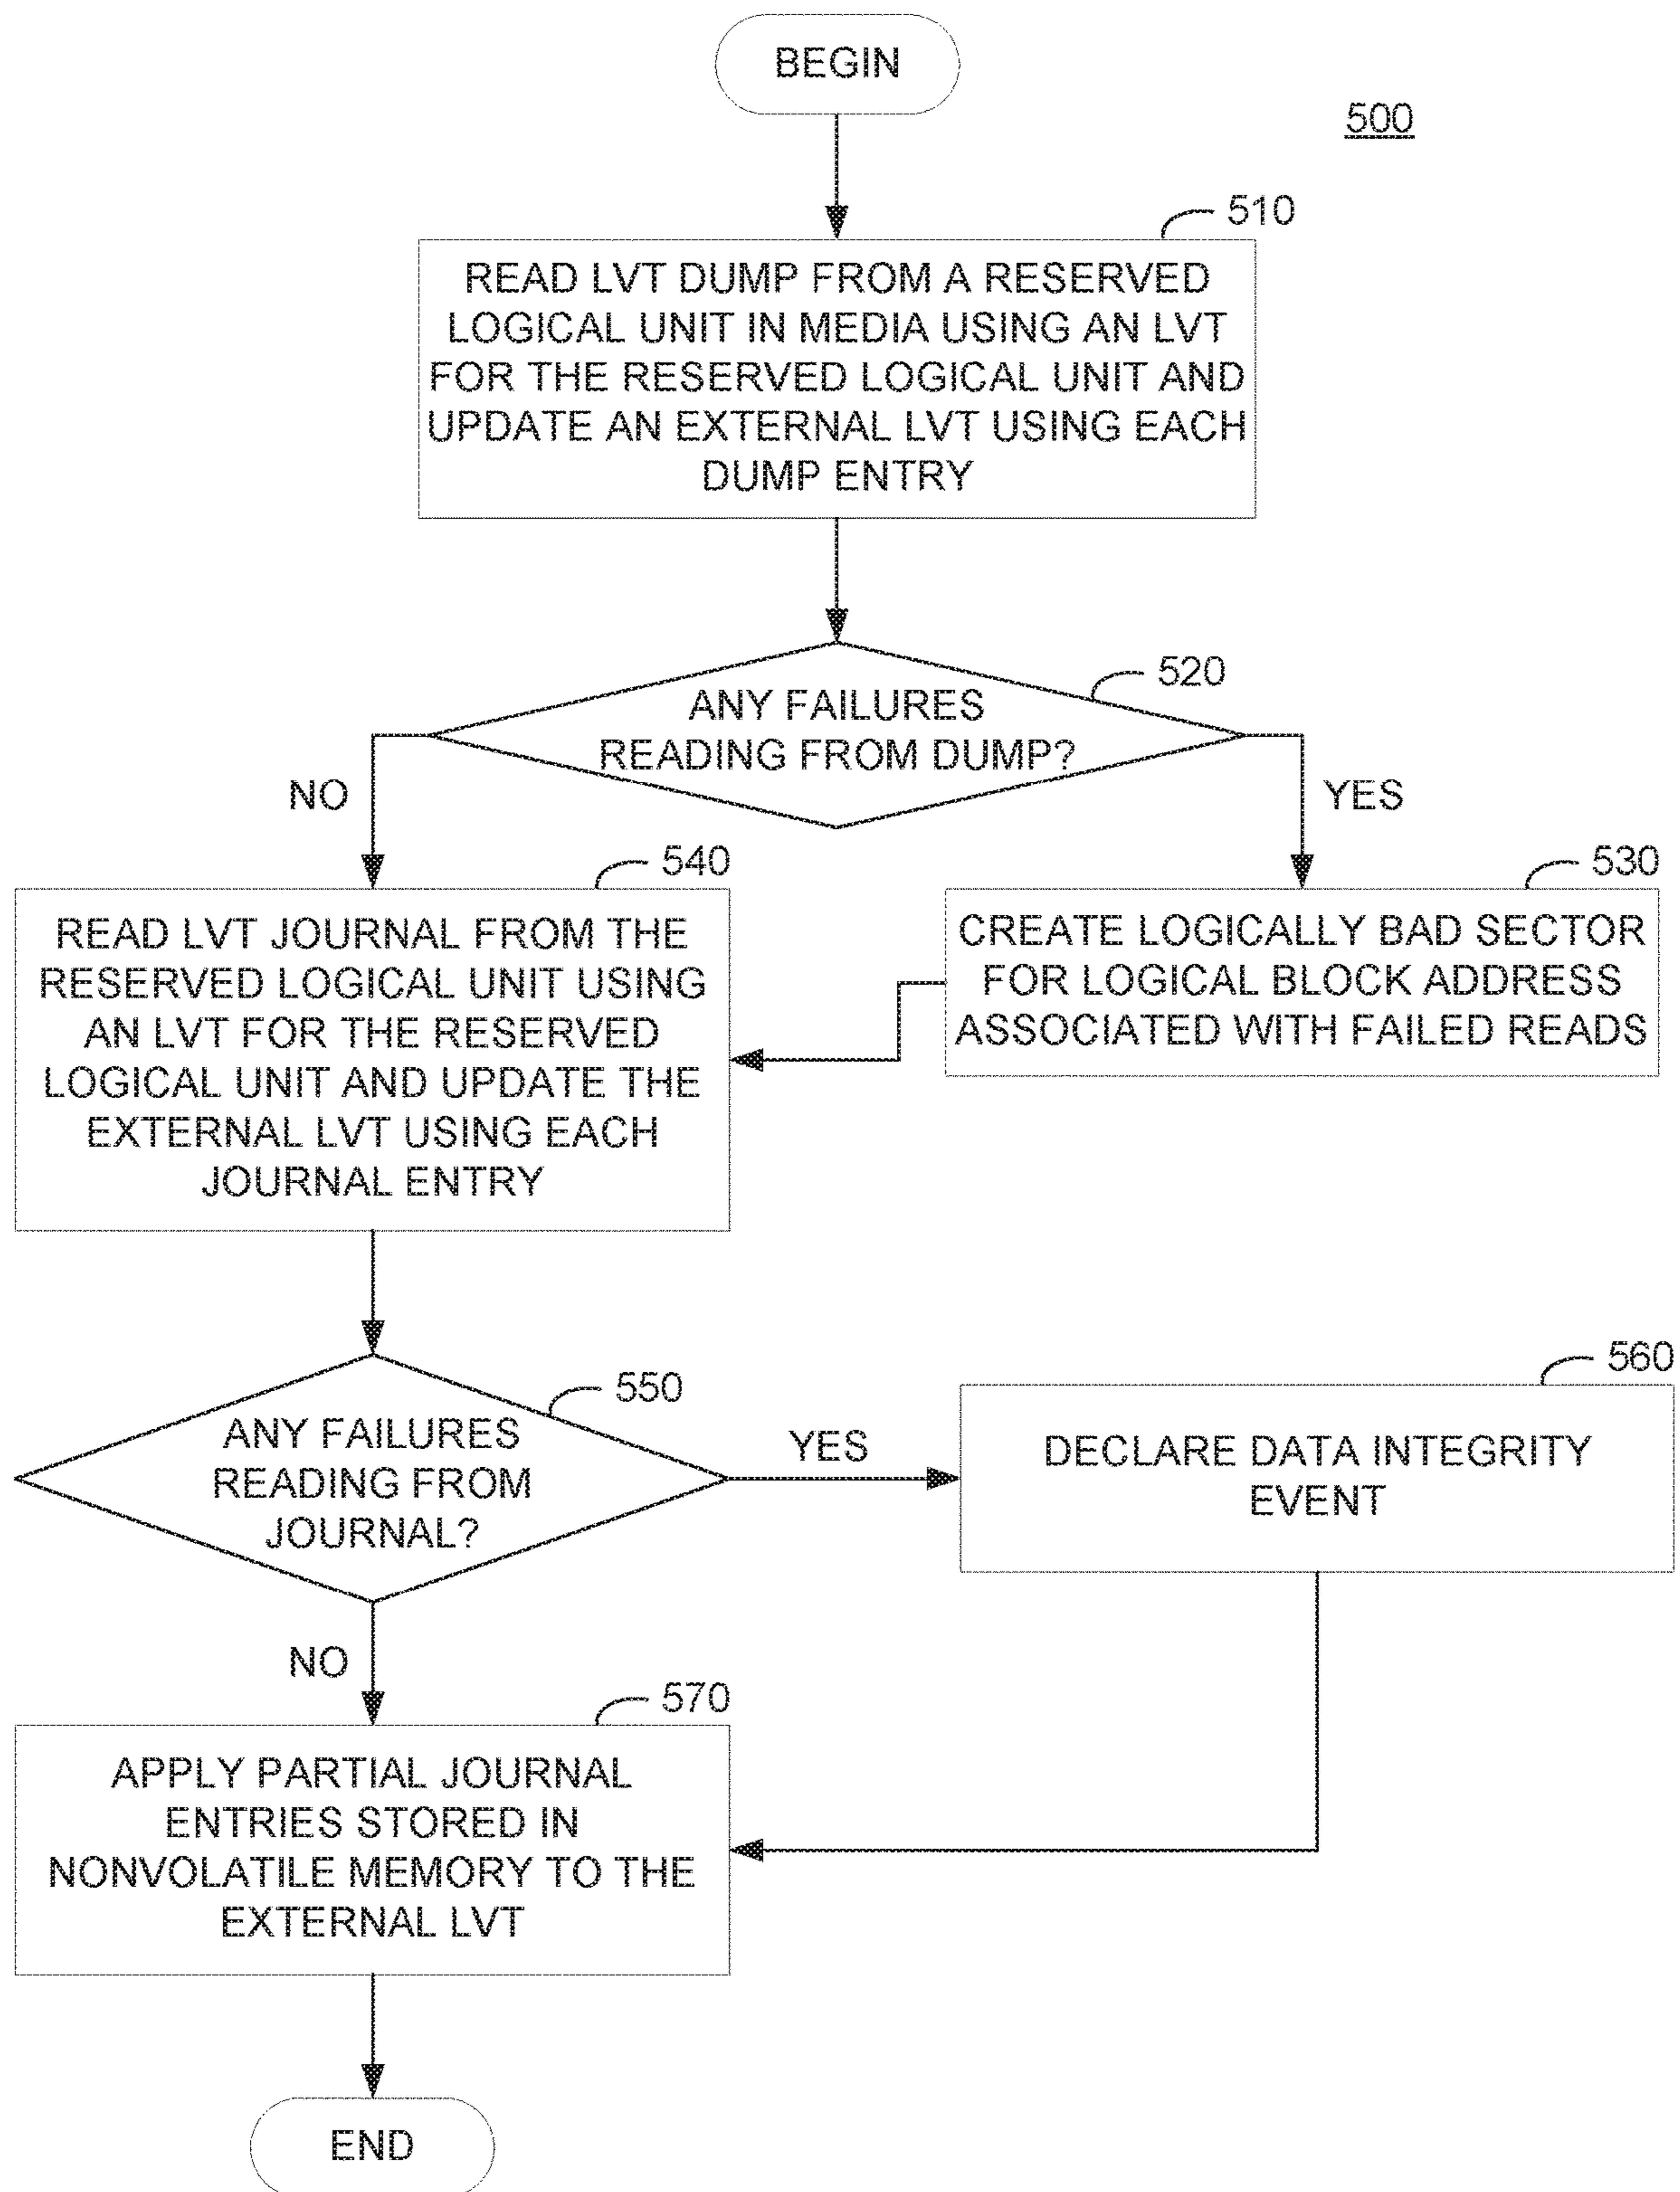 BEGIN
500
510
READ LVT DUMP FROM A RESERVED
LOGICAL UNIT IN MEDIA USING AN LVT
FOR THE RESERVED LOGICAL UNIT AND
UPDATE AN EXTERNAL LVT USING EACH
DUMP ENTRY
520
ANY FAILURES
READING FROM DUMP?
NO
YES
540
530
READ LVT JOURNAL FROM THE
RESERVED LOGICAL UNIT USING
AN LVT FOR THE RESERVED
LOGICAL UNIT AND UPDATE THE
EXTERNAL LVT USING EACH
JOURNAL ENTRY
CREATE LOGICALLY BAD SECTOR
FOR LOGICAL BLOCK ADDRESS
ASSOCIATED WITH FAILED READS
550
ANY FAILURES
READING FROM
JOURNAL?
YES
560
DECLARE DATA INTEGRITY
EVENT
NO
570
APPLY PARTIAL JOURNAL
ENTRIES STORED IN
NONVOLATILE MEMORY TO THE
EXTERNAL LVT
END